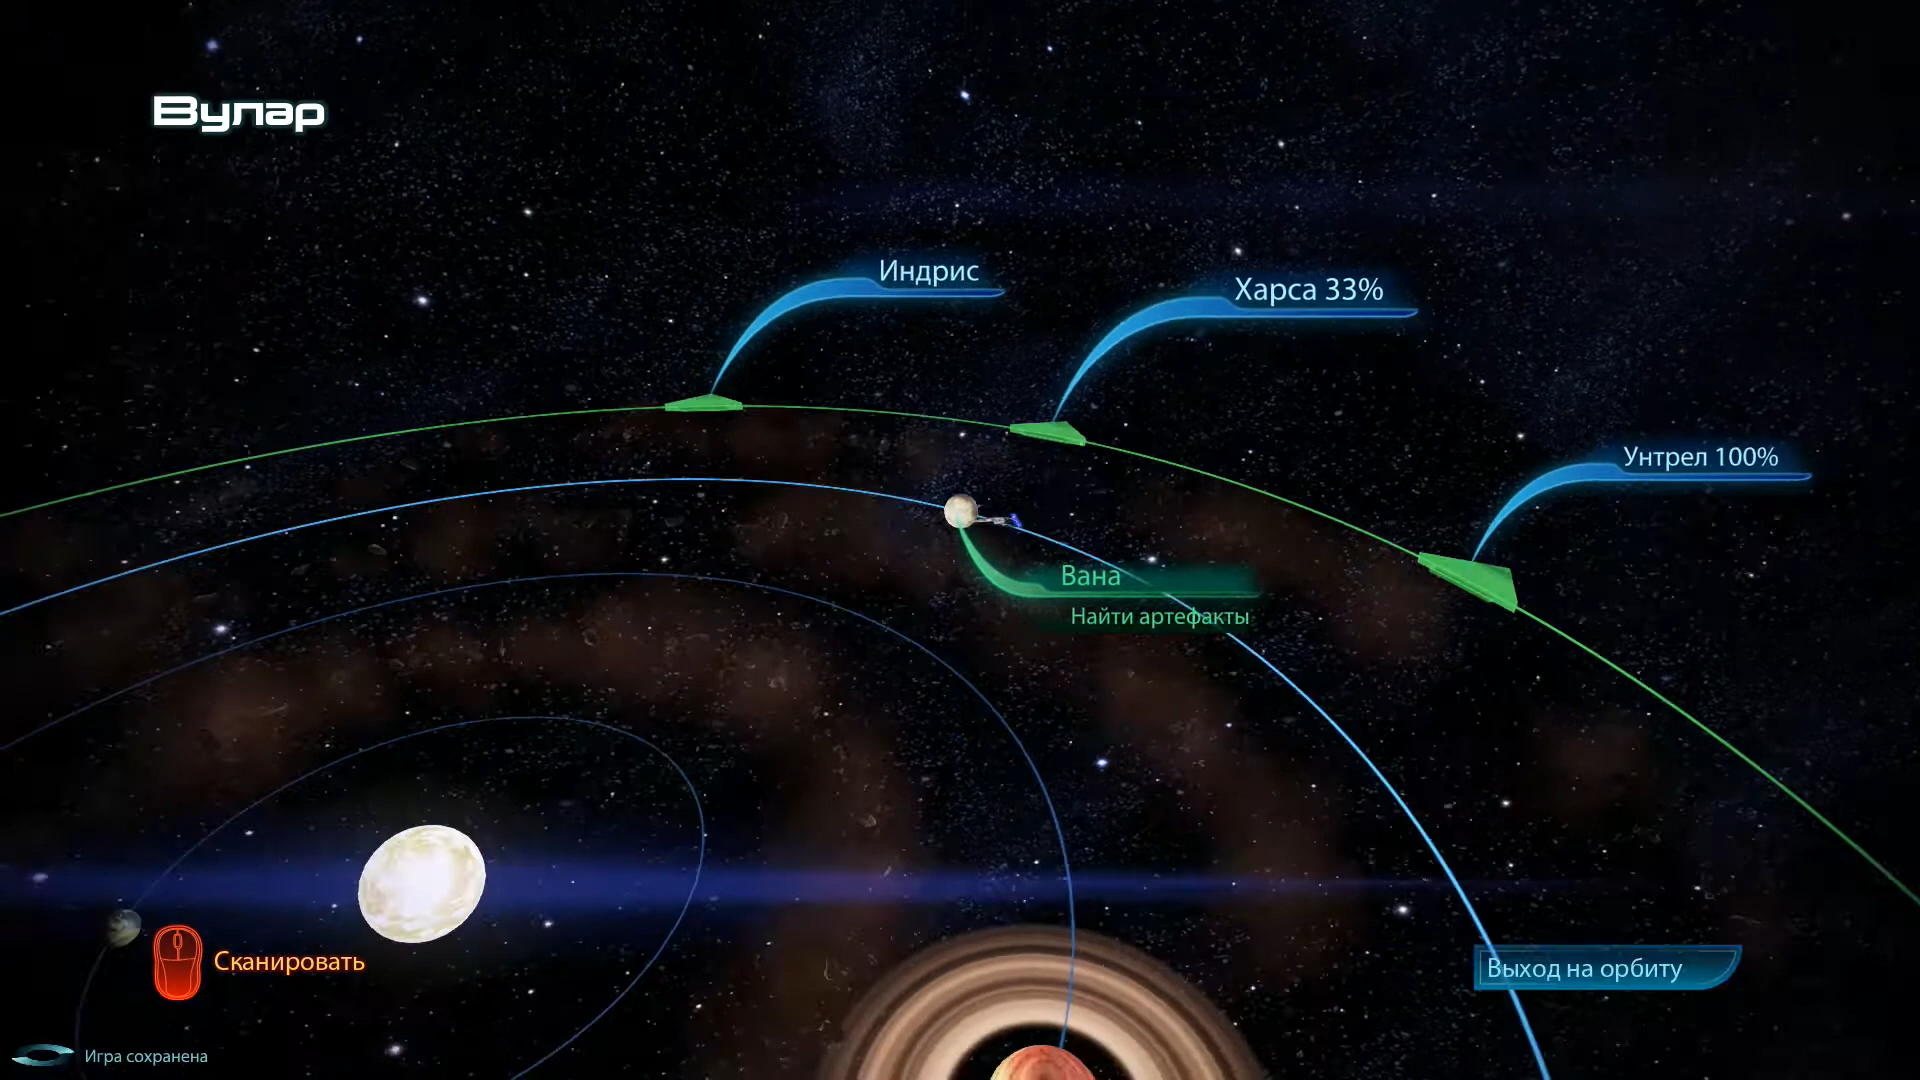 Вулар
Индрис
Харса 33%
Унтрел 100%
Вана
Найти артефакты
Сканировать
Выход на орбиту
Игра сохранена